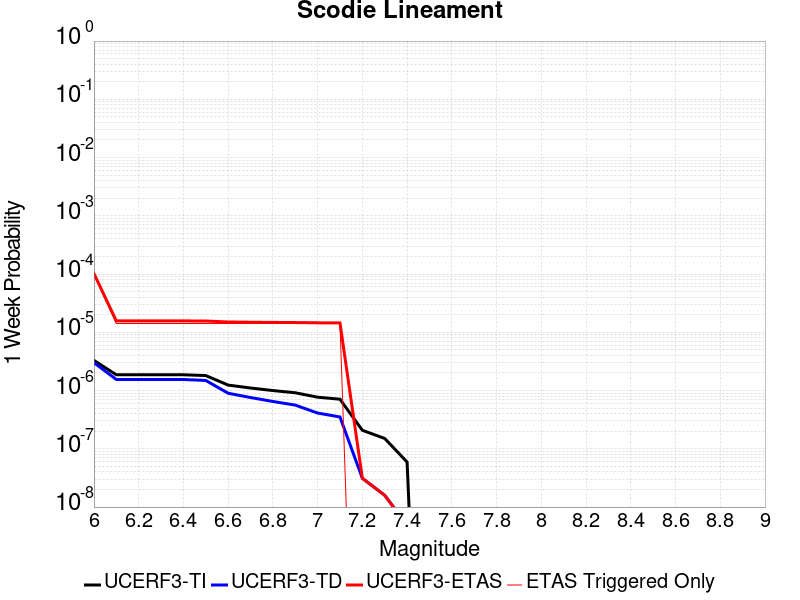 Scodie Lineament
10^0
10^-1
10^-2
10^-3
10^-4
10^-5
10^-6
10^-7
10^-8
1 Week Probability
6 6.2 6.4 6.6 6.8 7 7.2 7.4 7.6 7.8 8 8.2 8.4 8.6 8.8 9
Magnitude
UCERF3-TI UCERF3-TD UCERF3-ETAS ETAS Triggered Only